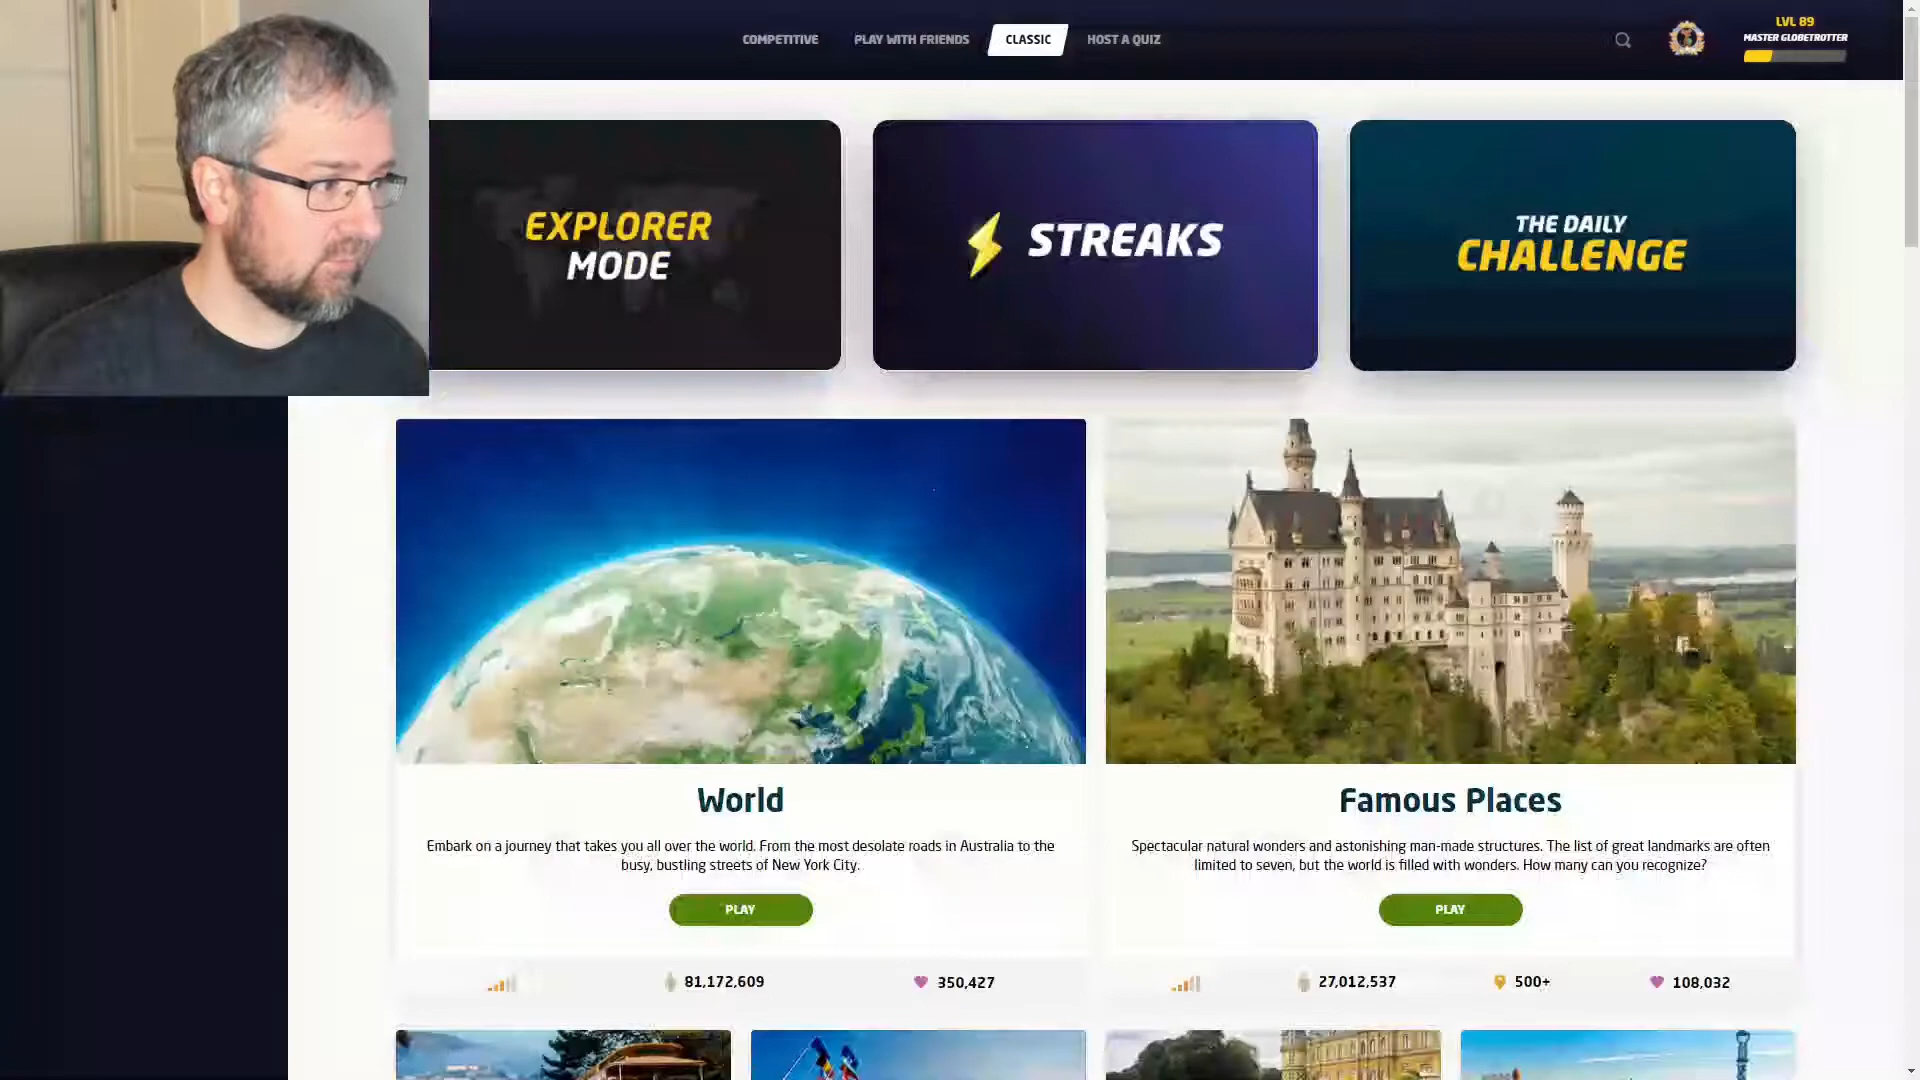 COMPETITIVE
PLAY WITH FRIENDS
CLASSIC
HOST A QUIZ
LVL 89
MASTER GLOBETROTTER
EXPLORER
MODE
STREAKS
THE DAILY
CHALLENGE
World
Embark on a journey that takes you all over the world. From the most desolate roads in Australia to the
busy, bustling streets of New York City.
PLAY
81,172,609
350,427
Famous Places
Spectacular natural wonders and astonishing man-made structures. The list of great landmarks are often
limited to seven, but the world is filled with wonders. How many can you recognize?
PLAY
27,012,537
500+
108,032